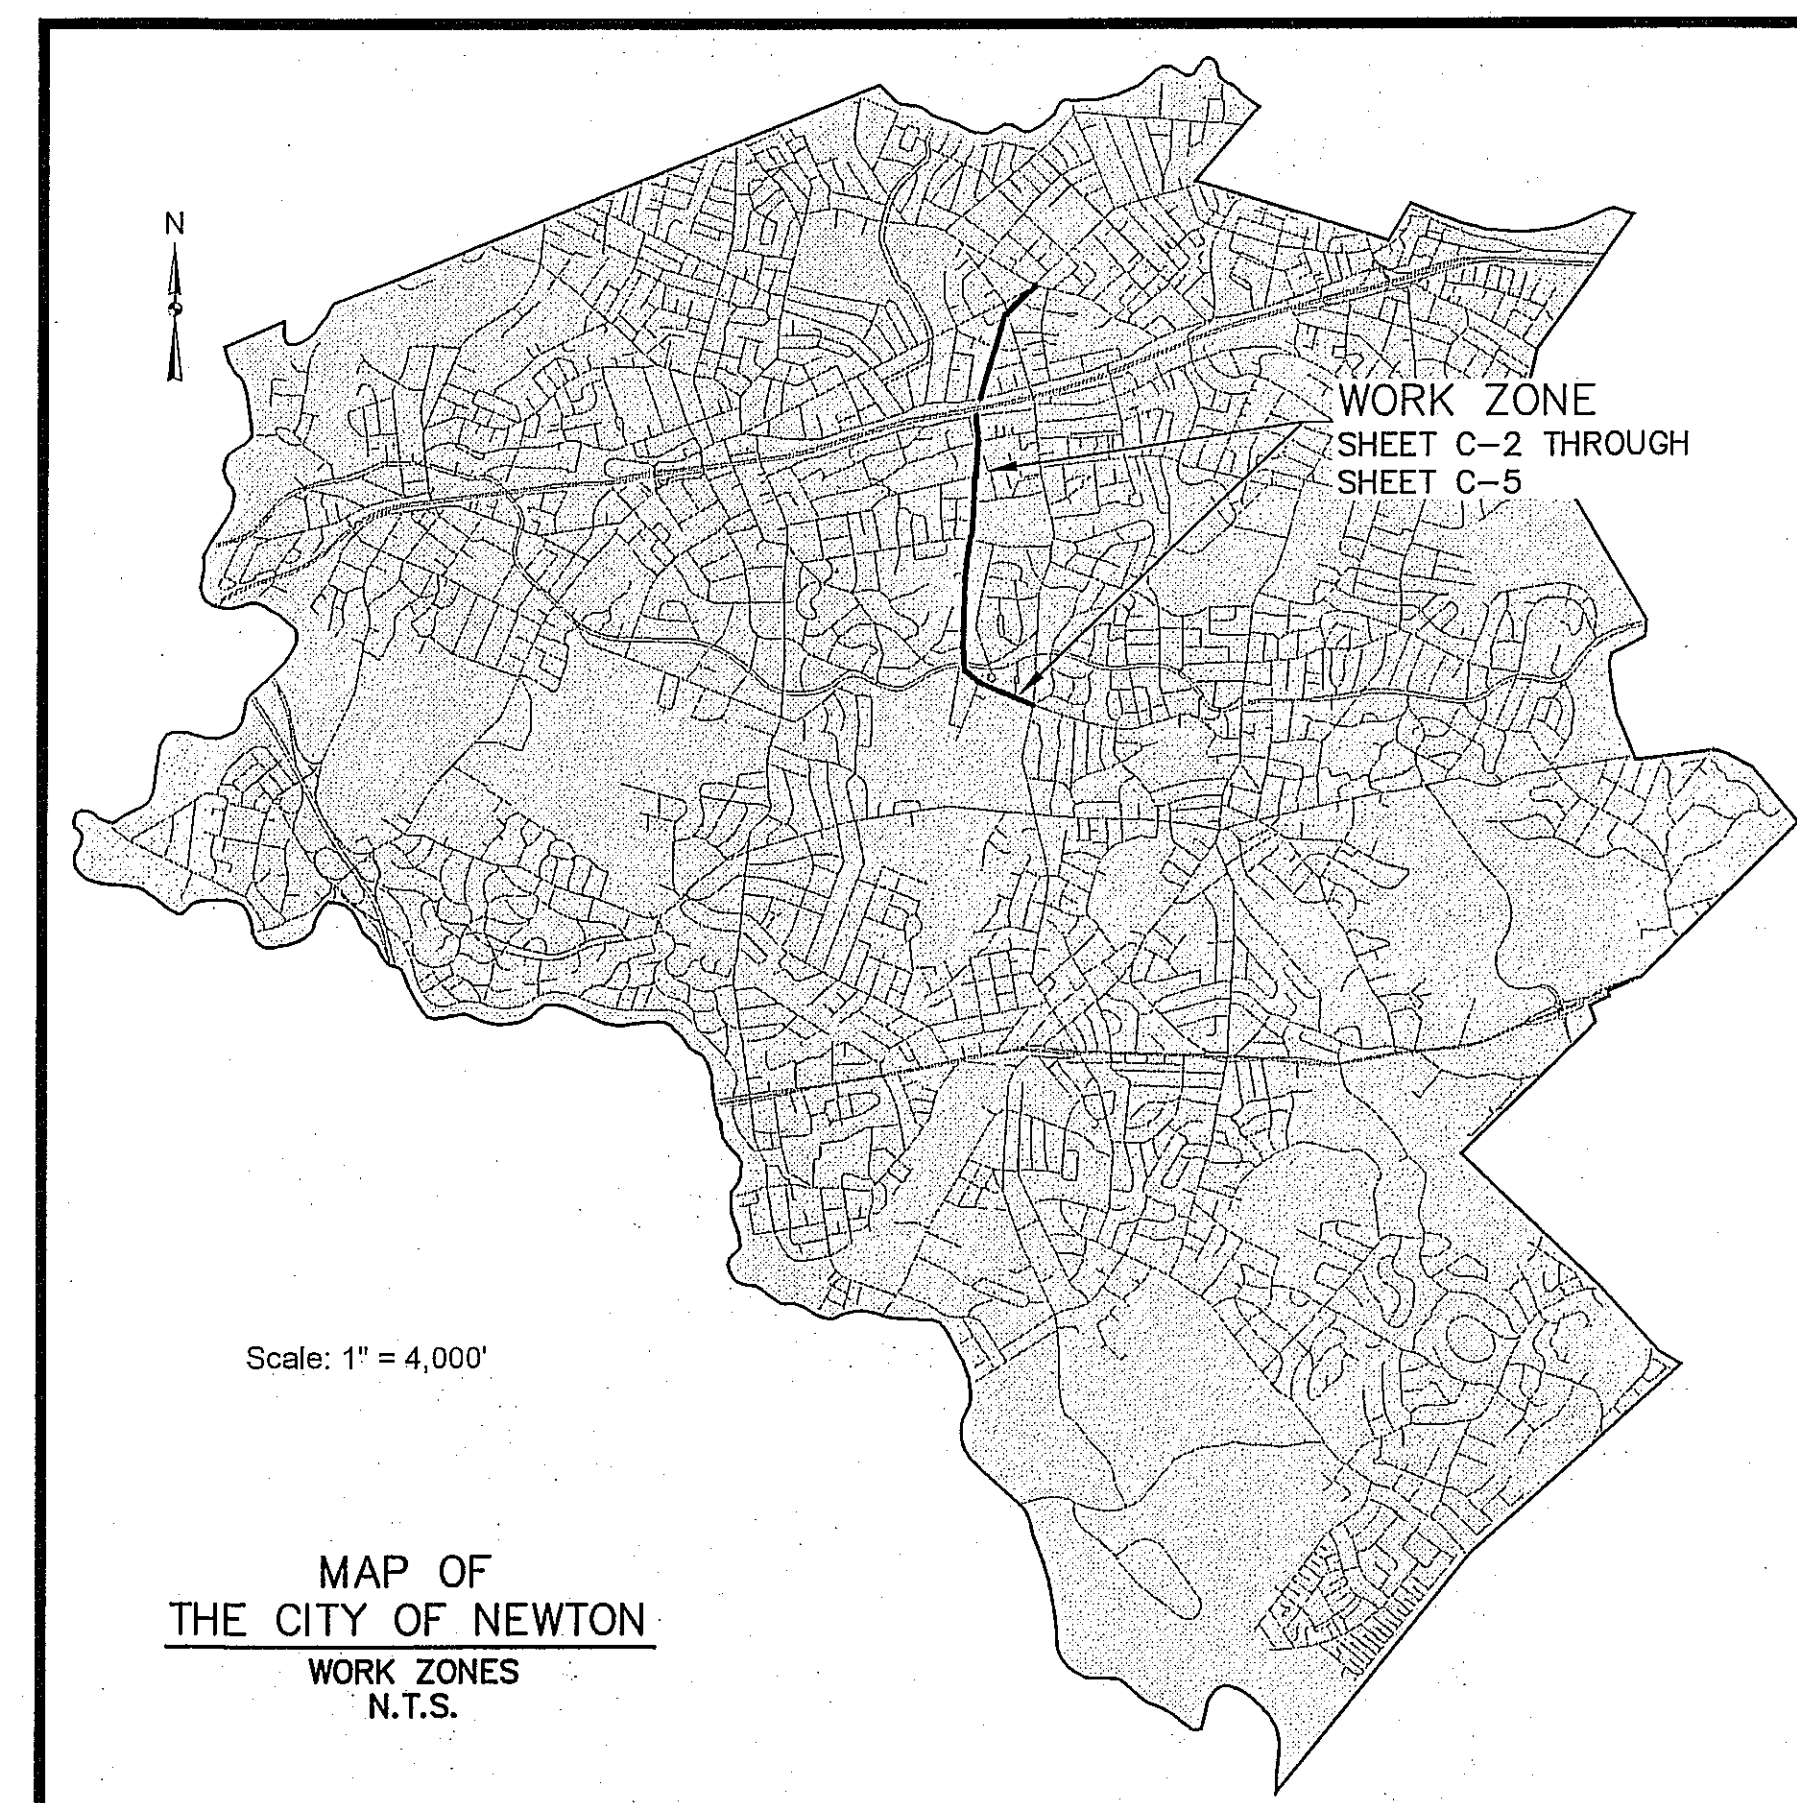 N
WORK ZONE
SHEET C-2 THROUGH
SHEET C-5
Scale: 1" = 4,000'
MAP OF
THE CITY OF NEWTON
WORK ZONES
N.T.S.